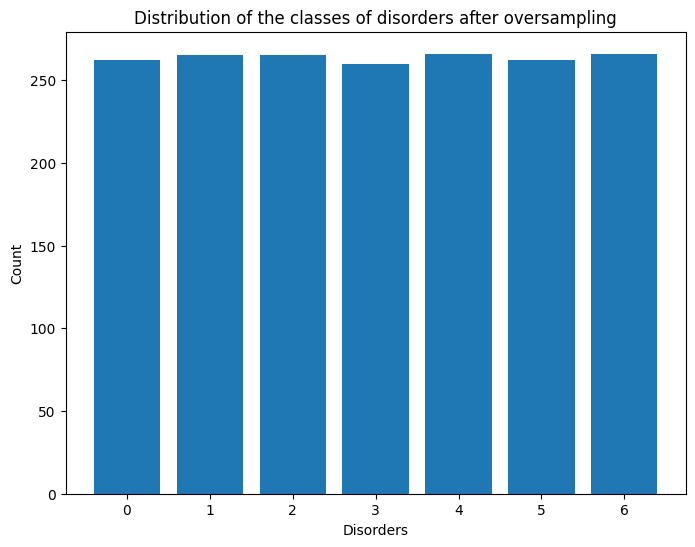 Distribution of the classes of disorders after oversampling
250
200
150
100
50
0
Count
0 1 2 3 4 5 6
Disorders